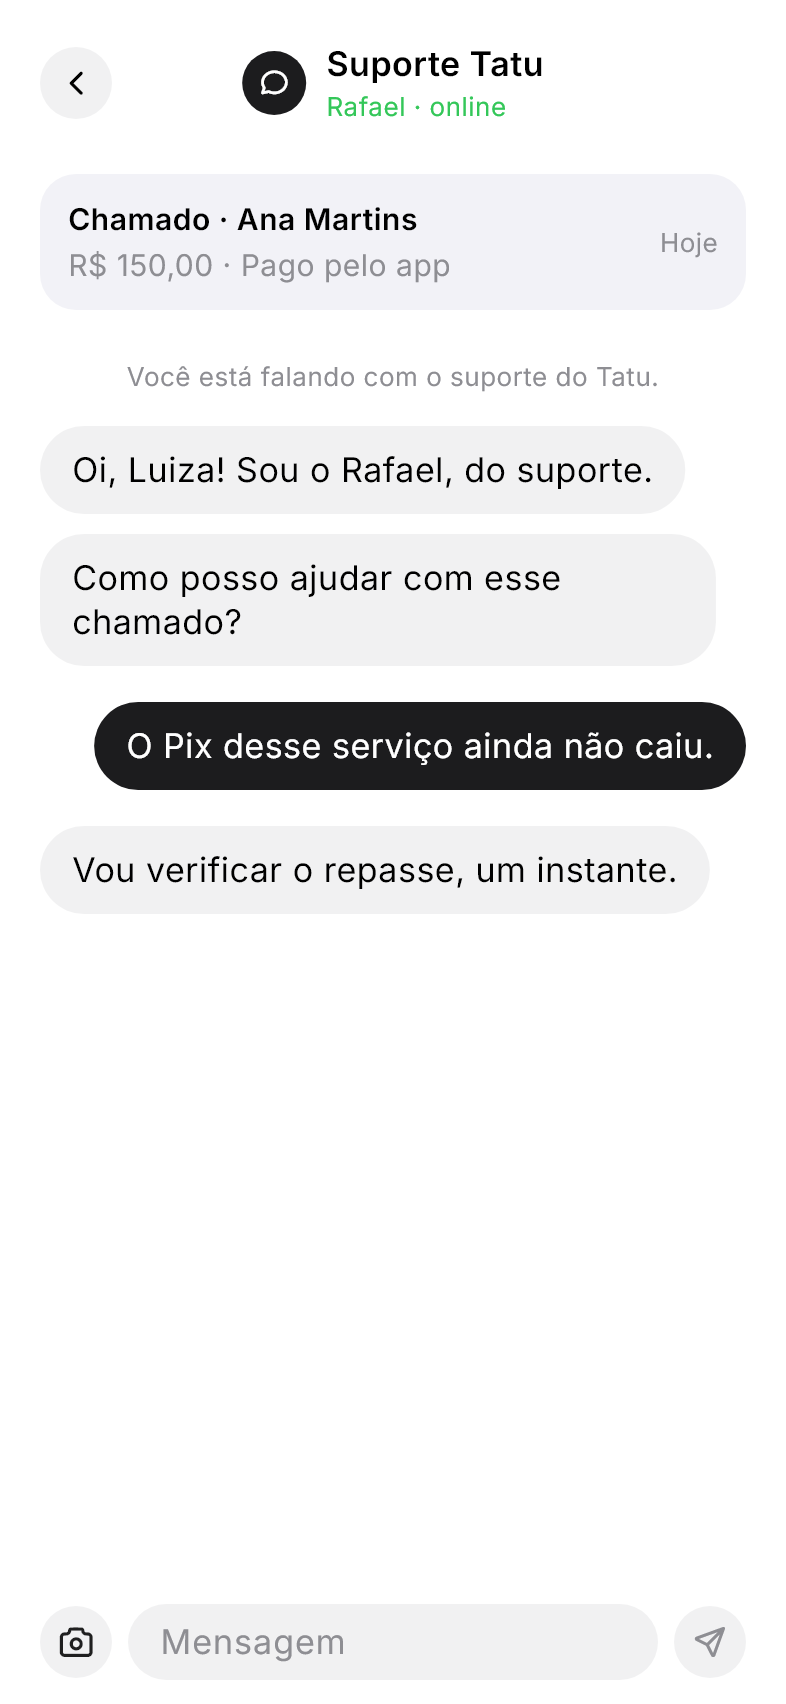 Suporte Tatu
Rafael · online
Chamado · Ana Martins
R$ 150,00 · Pago pelo app
Hoje
Você está falando com o suporte do Tatu.
Oi, Luiza! Sou o Rafael, do suporte.
Como posso ajudar com esse
chamado?
O Pix desse serviço ainda não caiu.
Vou verificar o repasse, um instante.
Mensagem